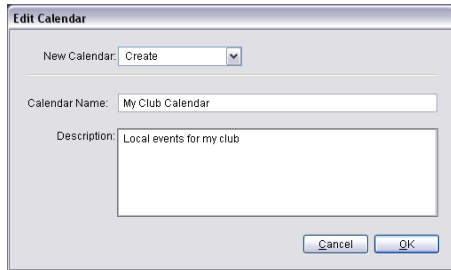 Edit Calendar
New Calendar: Create
Calendar Name: My Club Calendar
Description: Local events for my club
Cancel OK